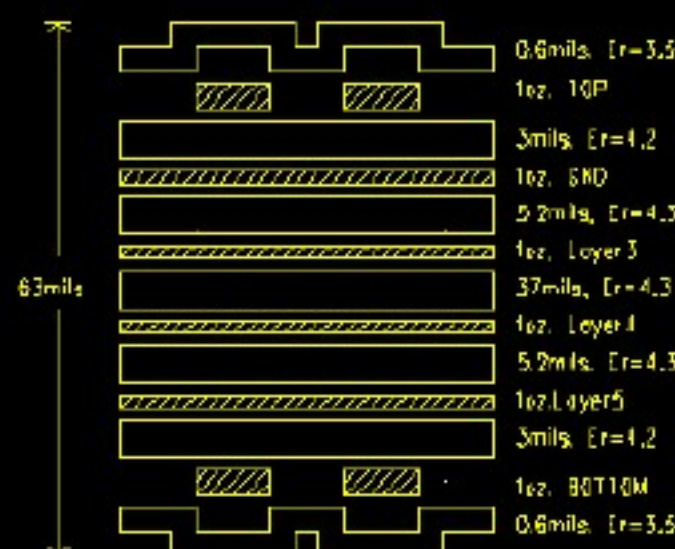 0.6mils. Er=3.5
1oz. TOP
3mils, Er=4.2
1oz. GND
5.2mils, Er=4.3
1oz. Layer3
63mils
37mils, Er=4.3
1oz. Layer4
5.2mils. Er=4.3
1oz.Layer5
3mils, Er=4.2
1oz. BOTTOM
0.6mils. Er=3.5